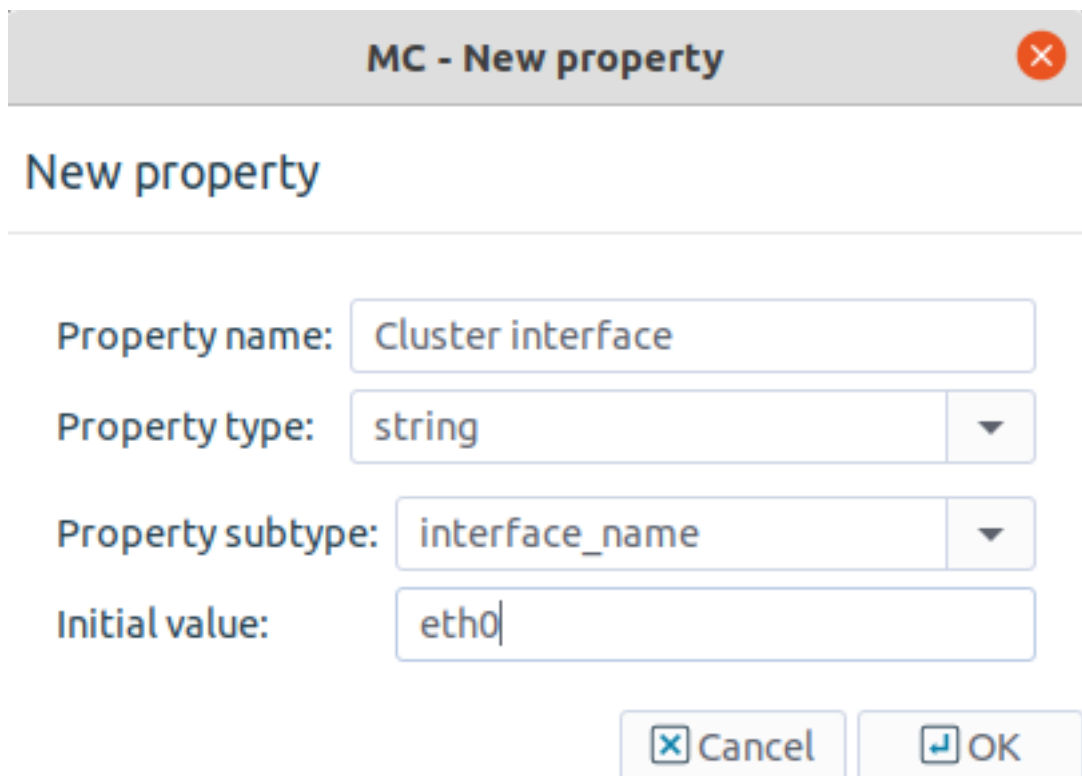 MC - New property
New property
Property name: Cluster interface
Property type: string
Property subtype: interface_name
Initial value: eth0
Cancel OK